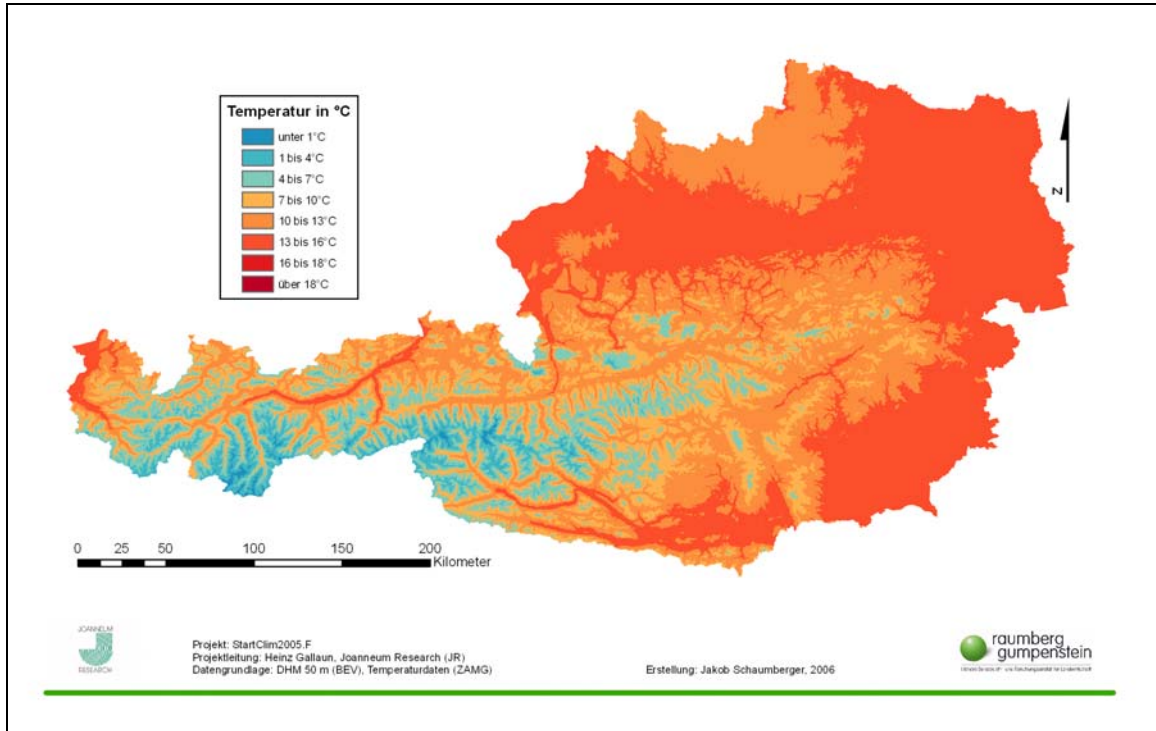 Temperatur in °C
unter 1°C
1 bis 4°C
4 bis 7°C
7 bis 10°C
10 bis 13°C
13 bis 16°C
16 bis 18°C
über 18°C
N
0 25 50 100 150 200
Kilometer
JOANNEUM
RESEARCH
Projekt: StartClim2005.F
Projektleitung: Heinz Gallaun, Joanneum Research (JR)
Datengrundlage: DHM 50 m (BEV), Temperaturdaten (ZAMG)
Erstellung: Jakob Schaumberger, 2006
raumberg
gumpenstein